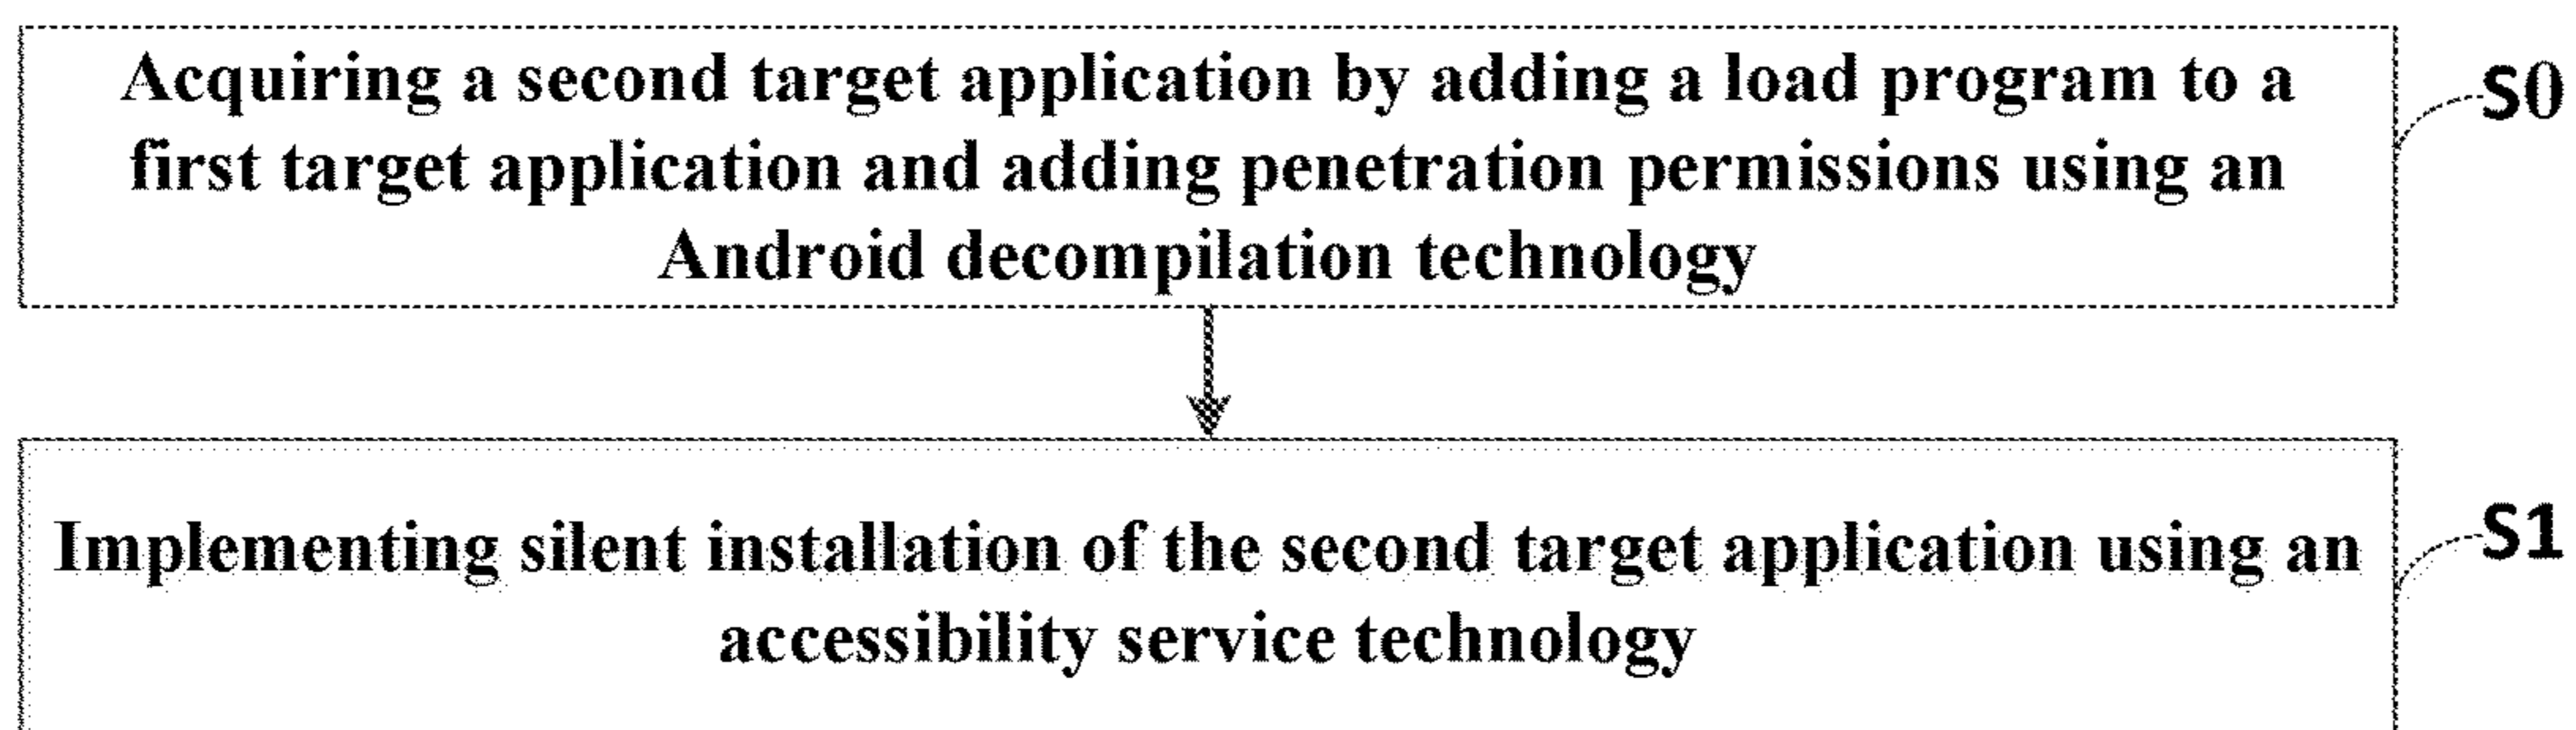 Acquiring a second target application by adding a load program to a
first target application and adding penetration permissions using an
Android decompilation technology
S0
Implementing silent installation of the second target application using an
accessibility service technology
S1